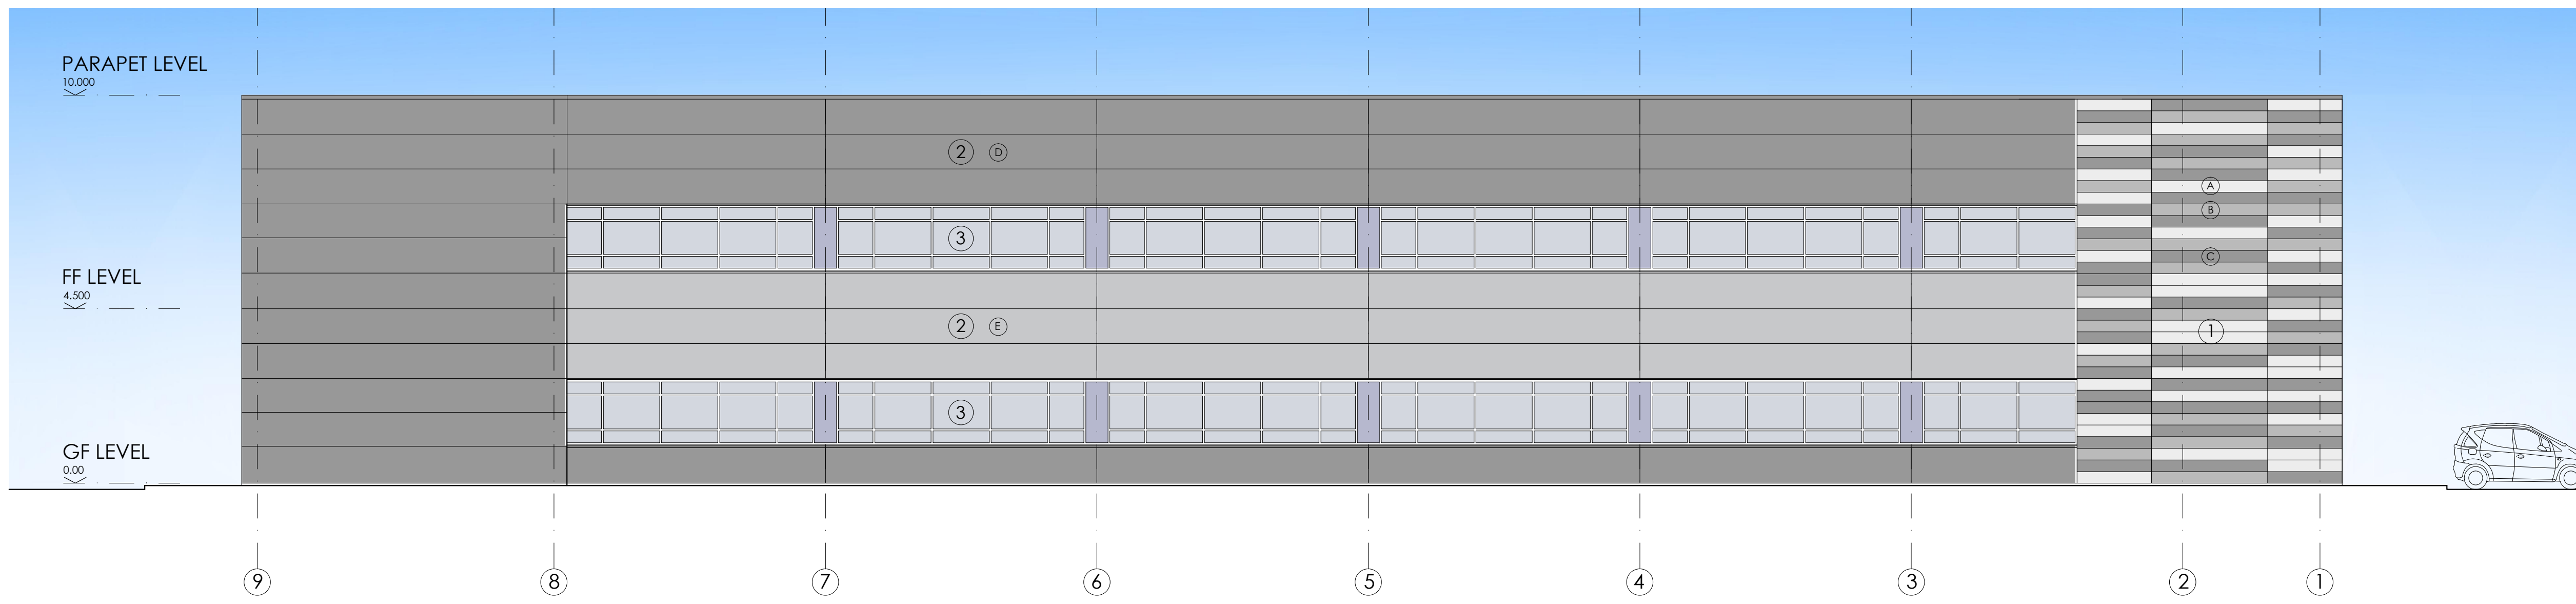 PARAPET LEVEL
10.000
2 D
A
B
3
FF LEVEL
4.500
C
2 E
1
3
GF LEVEL
0.00
9 8 7 6 5 4 3 2 1